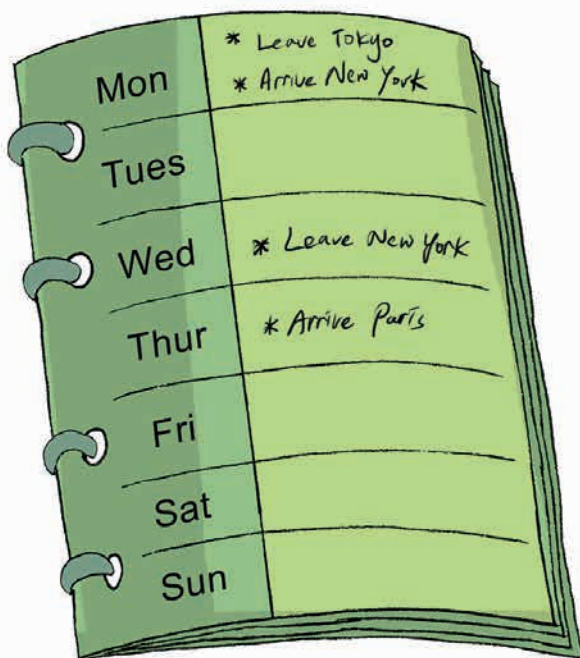 Mon
* Leave Tokyo
* Arrive New York
Tues
Wed
* Leave New York
Thur
* Arrive Paris
Fri
Sat
Sun